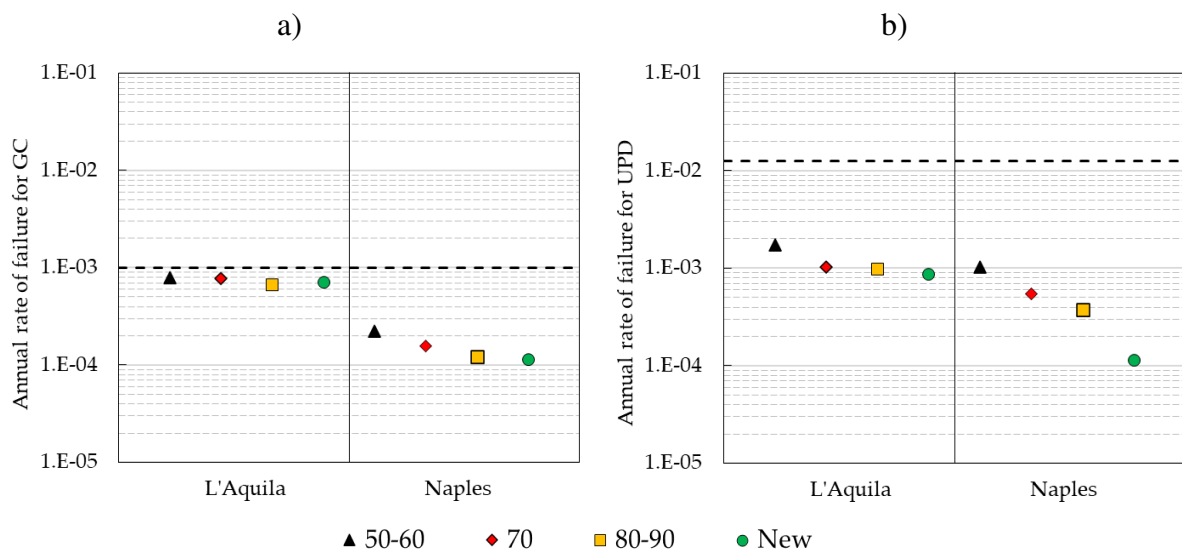 a)
Annual rate of failure for GC
1.E-01
1.E-02
1.E-03
1.E-04
1.E-05
L'Aquila Naples
b)
Annual rate of failure for UPD
1.E-01
1.E-02
1.E-03
1.E-04
1.E-05
L'Aquila Naples
50-60 70 80-90 New